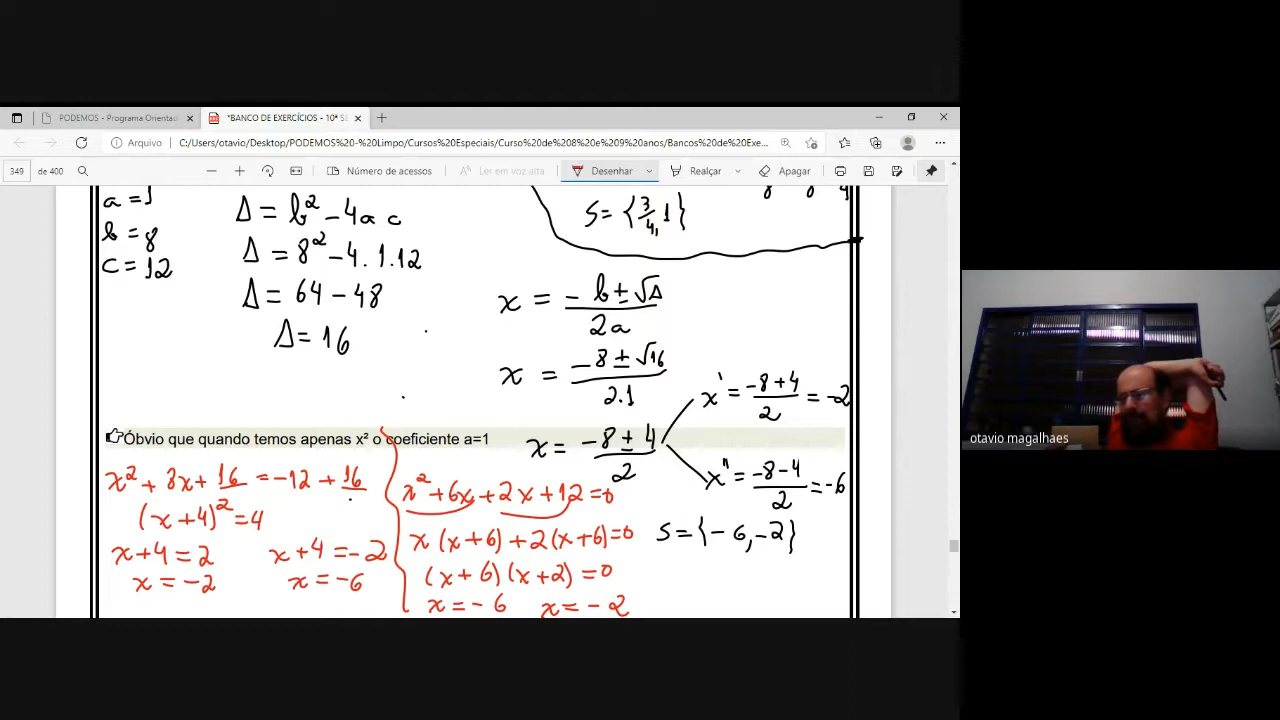 PODEMOS - Programa Orienta
*BANCO DE EXERCÍCIOS - 10ª SE
Arquivo
C:/Users/otavio/Desktop/PODEMOS%20-%20Limpo/Cursos%20Especiais/Curso%20de%208%20e%209%20anos/Bancos%20de%20Exe...
349
de 400
Número de acessos
Ler em voz alta
Desenhar
Realçar
Apagar
a = 1
b = 8
c = 12
Δ = b² - 4ac
Δ = 8² - 4.1.12
Δ = 64 - 48
Δ = 16
S = {3/4, 1}
x = -b ± √Δ / 2a
x = -8 ± √16 / 2.1
x = -8 ± 4 / 2
x' = -8+4 / 2 = -2
x'' = -8-4 / 2 = -6
S = {-6, -2}
Óbvio que quando temos apenas x² o coeficiente a=1
x² + 8x + 16 = -12 + 16
(x+4)² = 4
x+4 = 2 x+4 = -2
x = -2 x = -6
x² + 6x + 2x + 12 = 0
x(x+6) + 2(x+6) = 0
(x+6)(x+2) = 0
x = -6 x = -2
otavio magalhaes